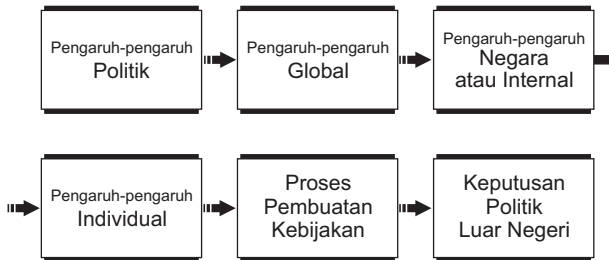 Pengaruh-pengaruh
Politik
Pengaruh-pengaruh
Global
Pengaruh-pengaruh
Negara
atau Internal
Pengaruh-pengaruh
Individual
Proses
Pembuatan
Kebijakan
Keputusan
Politik
Luar Negeri